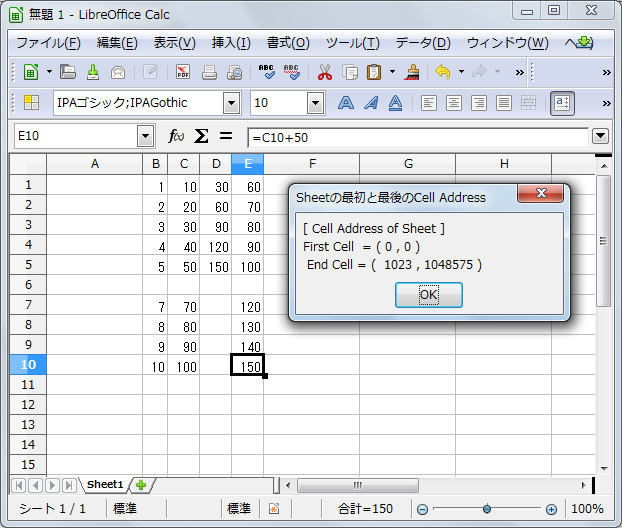 無題 1 - LibreOffice Calc
ファイル(F) 編集(E) 表示(V) 挿入(I) 書式(O) ツール(T) データ(D) ウィンドウ(W)
PDF ABC ABC
IPAゴシック;IPAGothic 10
E10 f(x) Σ = =C10+50
A B C D E F G H
1 1 10 30 60
2 2 20 60 70
3 3 30 90 80
4 4 40 120 90
5 5 50 150 100
6
7 7 70 120
8 8 80 130
9 9 90 140
10 10 100 150
11
12
13
14
15
Sheetの最初と最後のCell Address
[ Cell Address of Sheet ]
First Cell = ( 0 , 0 )
End Cell = ( 1023 , 1048575 )
OK
Sheet1
シート 1 / 1 標準 標準 合計=150 100%